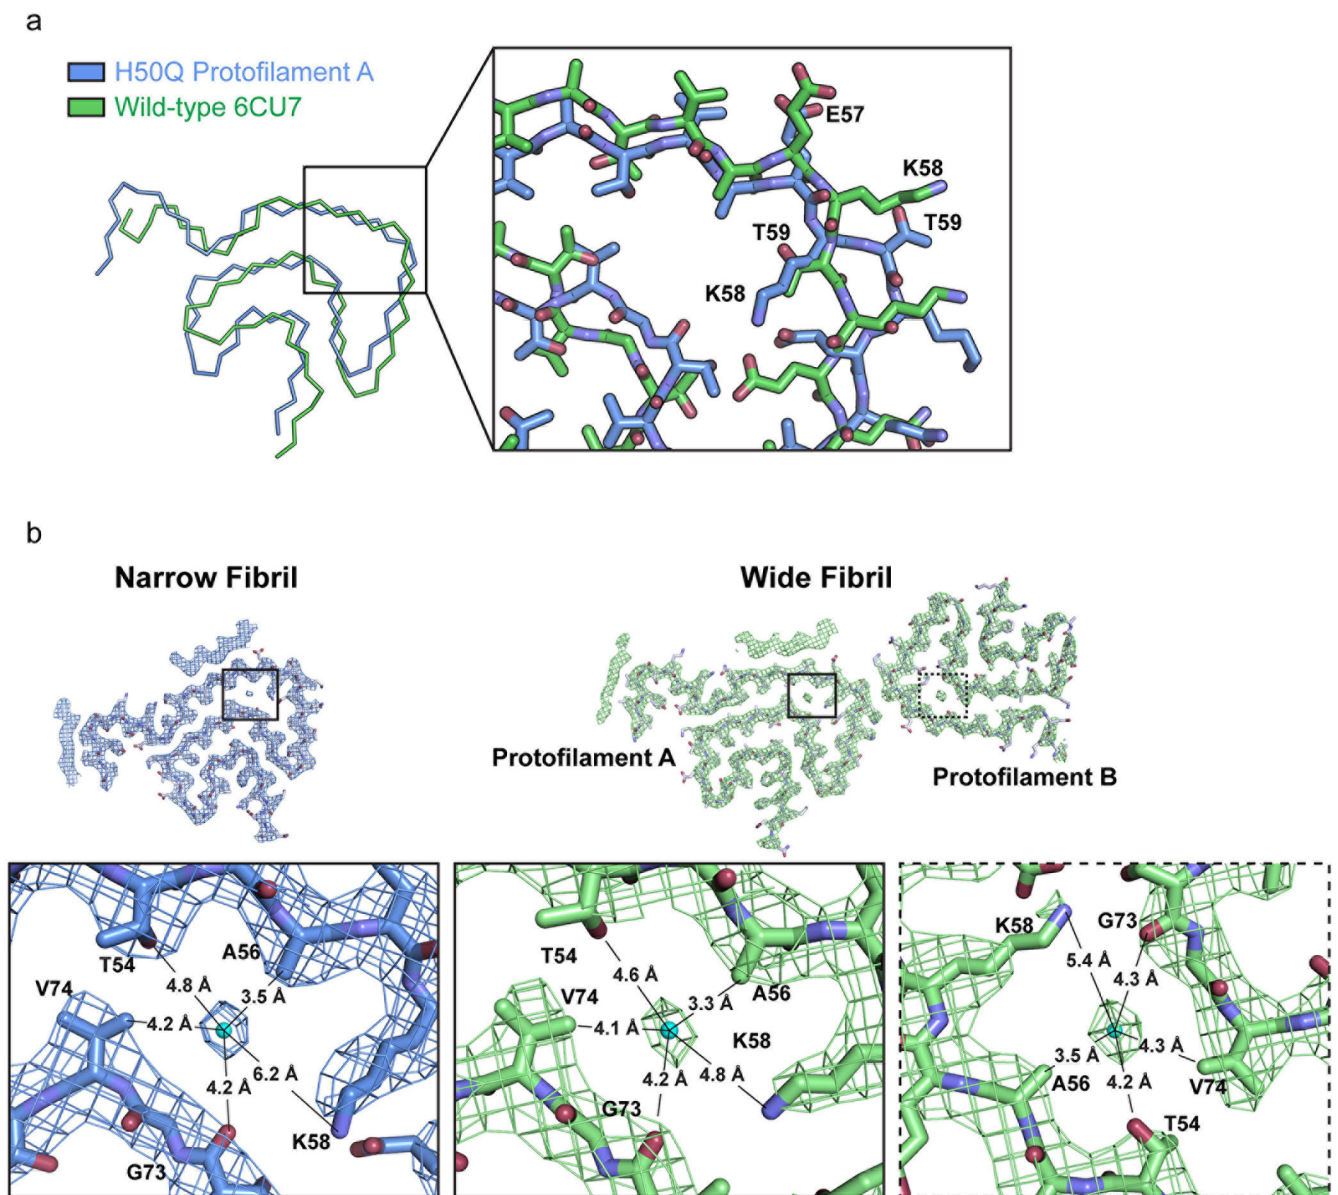 a
H50Q Protofilament A
Wild-type 6CU7
E57
K58
T59
T59
K58
b
Narrow Fibril
Wide Fibril
Protofilament A
Protofilament B
T54
A56
V74
4.8 Å
3.5 Å
4.2 Å
4.2 Å
6.2 Å
K58
G73
T54
4.6 Å
V74
A56
3.3 Å
4.1 Å
K58
4.2 Å
4.8 Å
G73
K58
G73
5.4 Å
4.3 Å
3.5 Å
4.3 Å
A56
4.2 Å
V74
T54